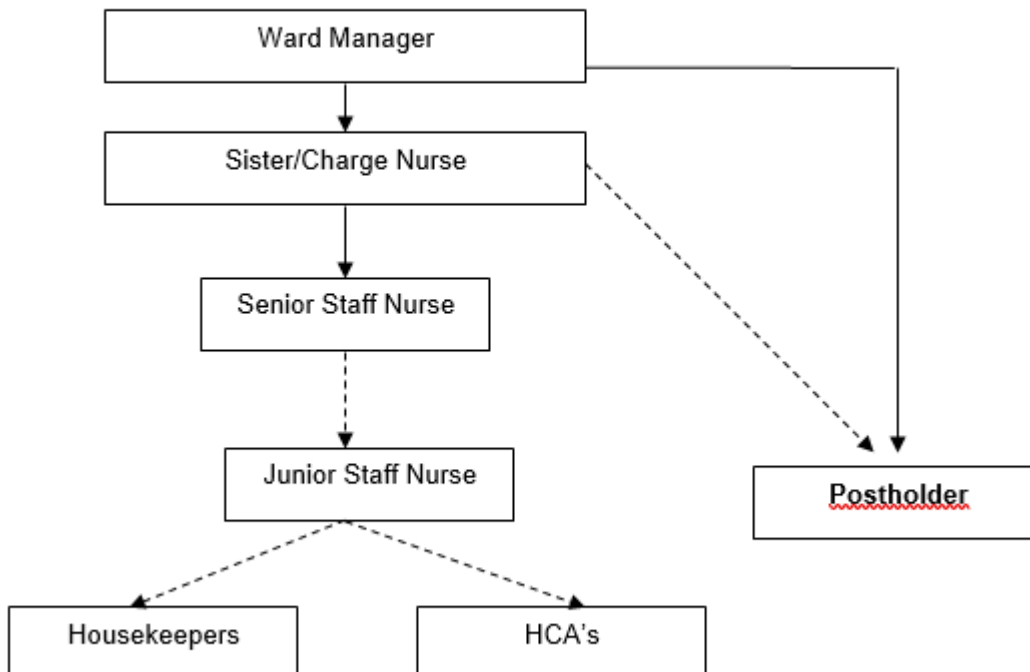 Ward Manager
Sister/Charge Nurse
Senior Staff Nurse
Junior Staff Nurse
Postholder
Housekeepers
HCA's